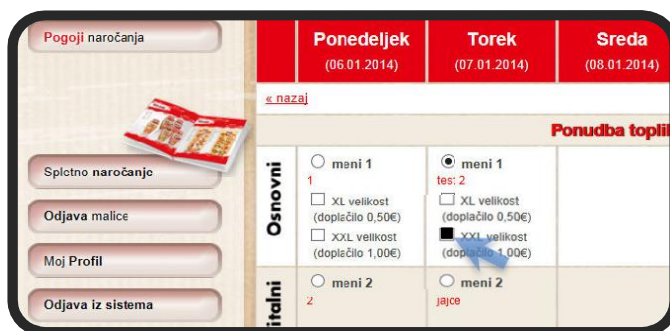 Pogoji naročanja
Spletno naročanje
Odjava malice
Moj Profil
Odjava iz sistema
Ponedeljek
(06.01.2014)
Torek
(07.01.2014)
Sreda
(08.01.2014)
« nazaj
Ponudba toplil
Osnovni
meni 1
1
XL velikost
(doplačilo 0,50€)
XXL velikost
(doplačilo 1,00€)
meni 1
test 2
XL velikost
(doplačilo 0,50€)
XXL velikost
(doplačilo 1,00€)
italni
meni 2
2
meni 2
jajce